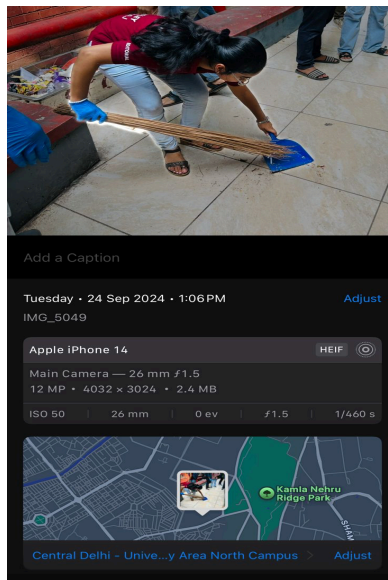 Add a Caption
Tuesday • 24 Sep 2024 • 1:06 PM
Adjust
IMG_5049
Apple iPhone 14
HEIF
Main Camera — 26 mm ƒ1.5
12 MP • 4032 × 3024 • 2.4 MB
ISO 50 | 26 mm | 0 ev | ƒ1.5 | 1/460 s
Kamla Nehru
Ridge Park
SHAM
Central Delhi - Unive...y Area North Campus
Adjust